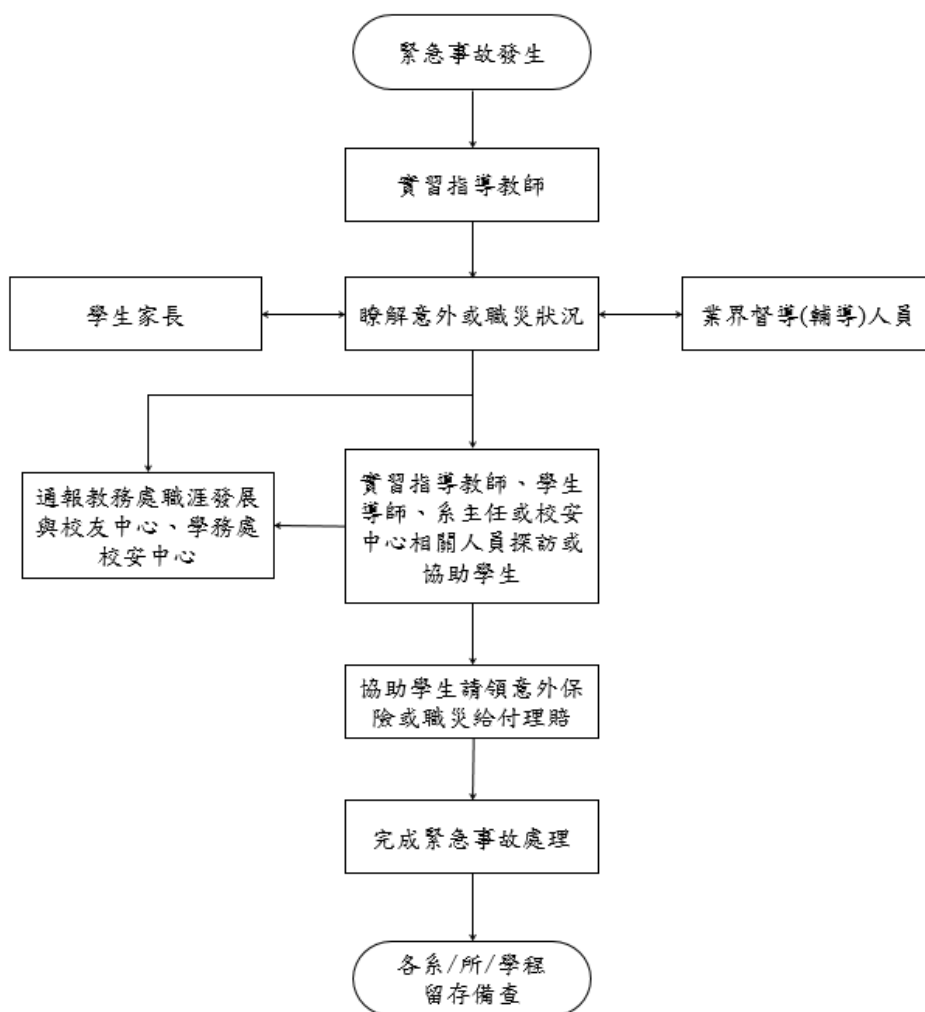 緊急事故發生
實習指導教師
學生家長
瞭解意外或職災狀況
業界督導(輔導)人員
通報教務處職涯發展
與校友中心、學務處
校安中心
實習指導教師、學生
導師、系主任或校安
中心相關人員探訪或
協助學生
協助學生請領意外保
險或職災給付理賠
完成緊急事故處理
各系/所/學程
留存備查